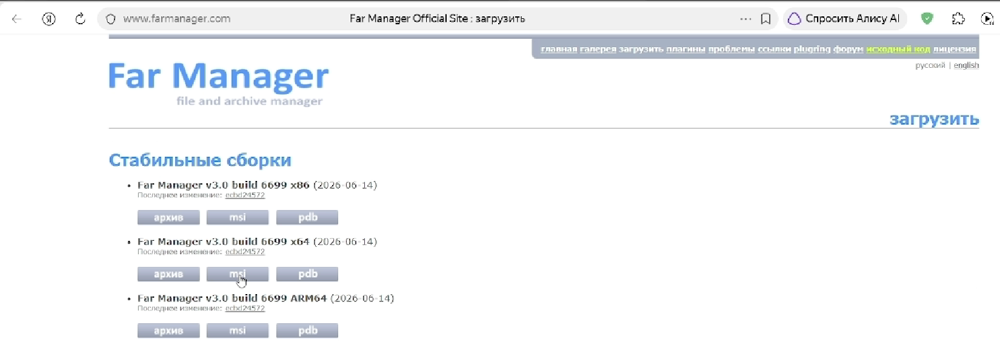 www.farmanager.com Far Manager Official Site : загрузить Спросить Алису AI
главная галерея загрузить плагины проблемы ссылки plugring форум исходный код лицензия
русский | english
Far Manager
file and archive manager
загрузить
Стабильные сборки
Far Manager v3.0 build 6699 x86 (2026-06-14)
Последнее изменение: ecbd24572
архив msi pdb
Far Manager v3.0 build 6699 x64 (2026-06-14)
Последнее изменение: ecbd24572
архив msi pdb
Far Manager v3.0 build 6699 ARM64 (2026-06-14)
Последнее изменение: ecbd24572
архив msi pdb